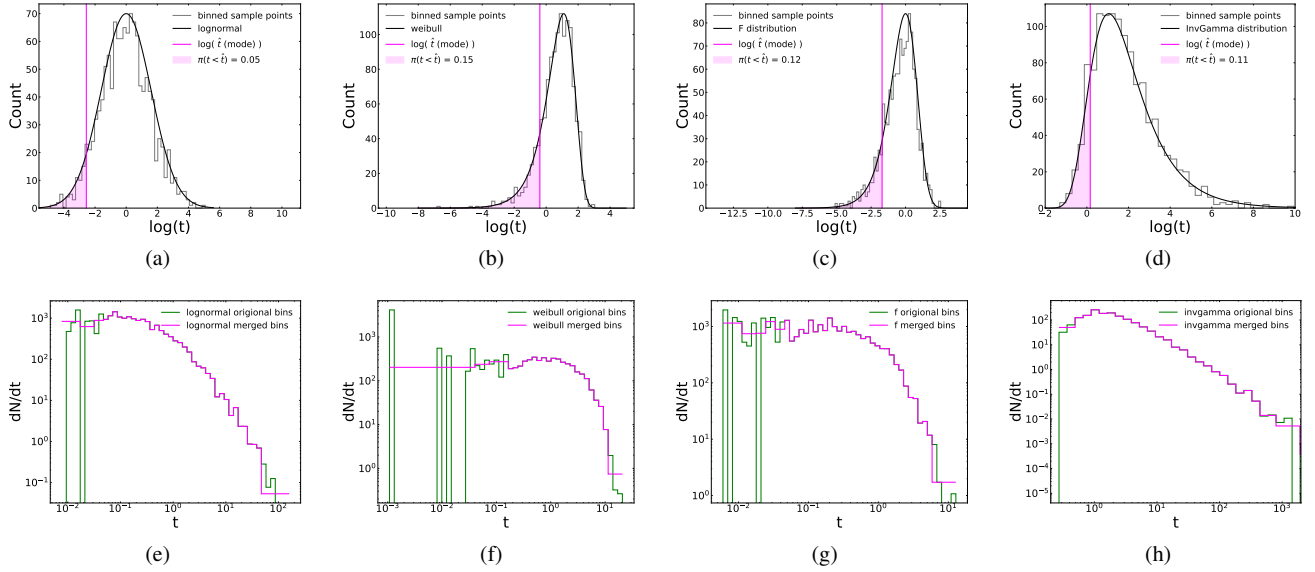 70
60
50
40
30
20
10
0
Count
−4
−2
0
2
4
6
8
10
log(t)
binned sample points
lognormal
log( t̂ (mode) )
π(t < t̂) = 0.05
(a)
100
80
60
40
20
0
Count
−10
−8
−6
−4
−2
0
2
4
log(t)
binned sample points
weibull
log( t̂ (mode) )
π(t < t̂) = 0.15
(b)
80
70
60
50
40
30
20
10
0
Count
−12.5
−10.0
−7.5
−5.0
−2.5
0.0
2.5
log(t)
binned sample points
F distribution
log( t̂ (mode) )
π(t < t̂) = 0.12
(c)
100
80
60
40
20
0
Count
−2
0
2
4
6
8
10
log(t)
binned sample points
InvGamma distribution
log( t̂ (mode) )
π(t < t̂) = 0.11
(d)
10³
10²
10¹
10⁰
10⁻¹
dN/dt
10⁻²
10⁻¹
10⁰
10¹
10²
t
lognormal origional bins
lognormal merged bins
(e)
10³
10²
10¹
10⁰
dN/dt
10⁻³
10⁻²
10⁻¹
10⁰
10¹
t
weibull origional bins
weibull merged bins
(f)
10³
10²
10¹
10⁰
dN/dt
10⁻²
10⁻¹
10⁰
10¹
t
f origional bins
f merged bins
(g)
10²
10¹
10⁰
10⁻¹
10⁻²
10⁻³
10⁻⁴
10⁻⁵
dN/dt
10⁰
10¹
10²
10³
t
invgamma origional bins
invgamma merged bins
(h)